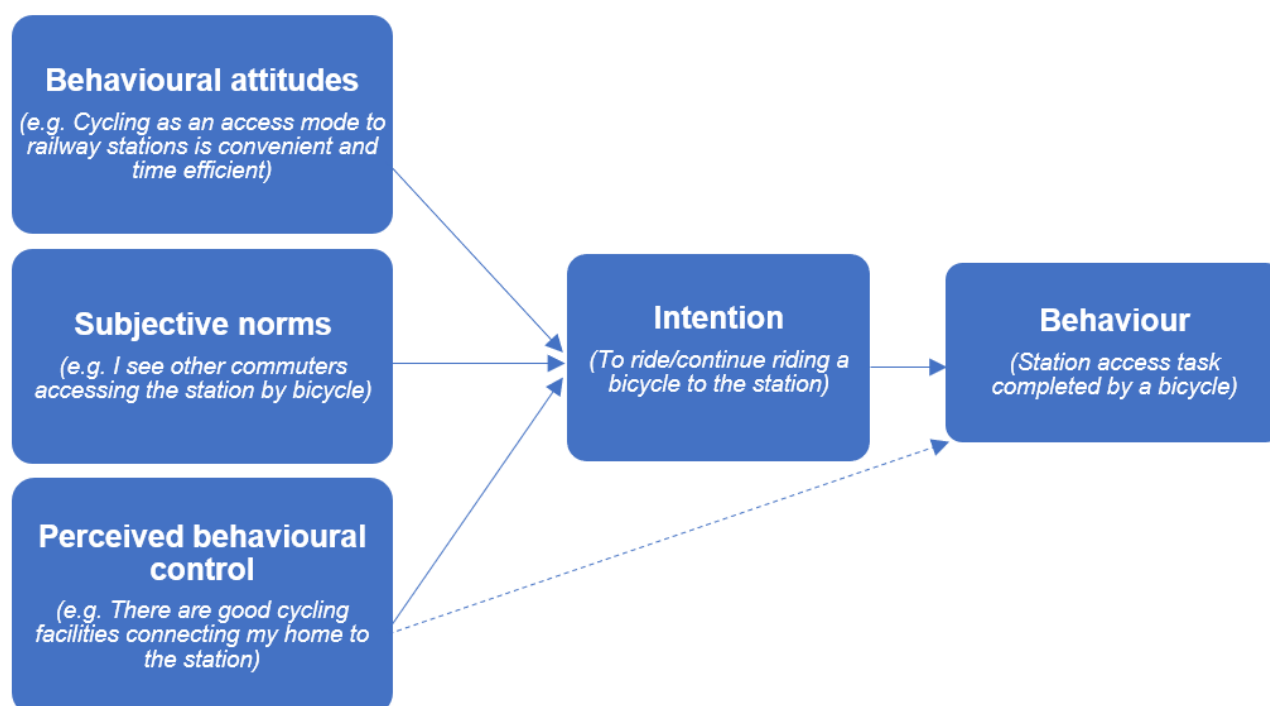 Behavioural attitudes
(e.g. Cycling as an access mode to
railway stations is convenient and
time efficient)
Subjective norms
(e.g. I see other commuters
accessing the station by bicycle)
Perceived behavioural
control
(e.g. There are good cycling
facilities connecting my home to
the station)
Intention
(To ride/continue riding a
bicycle to the station)
Behaviour
(Station access task
completed by a bicycle)